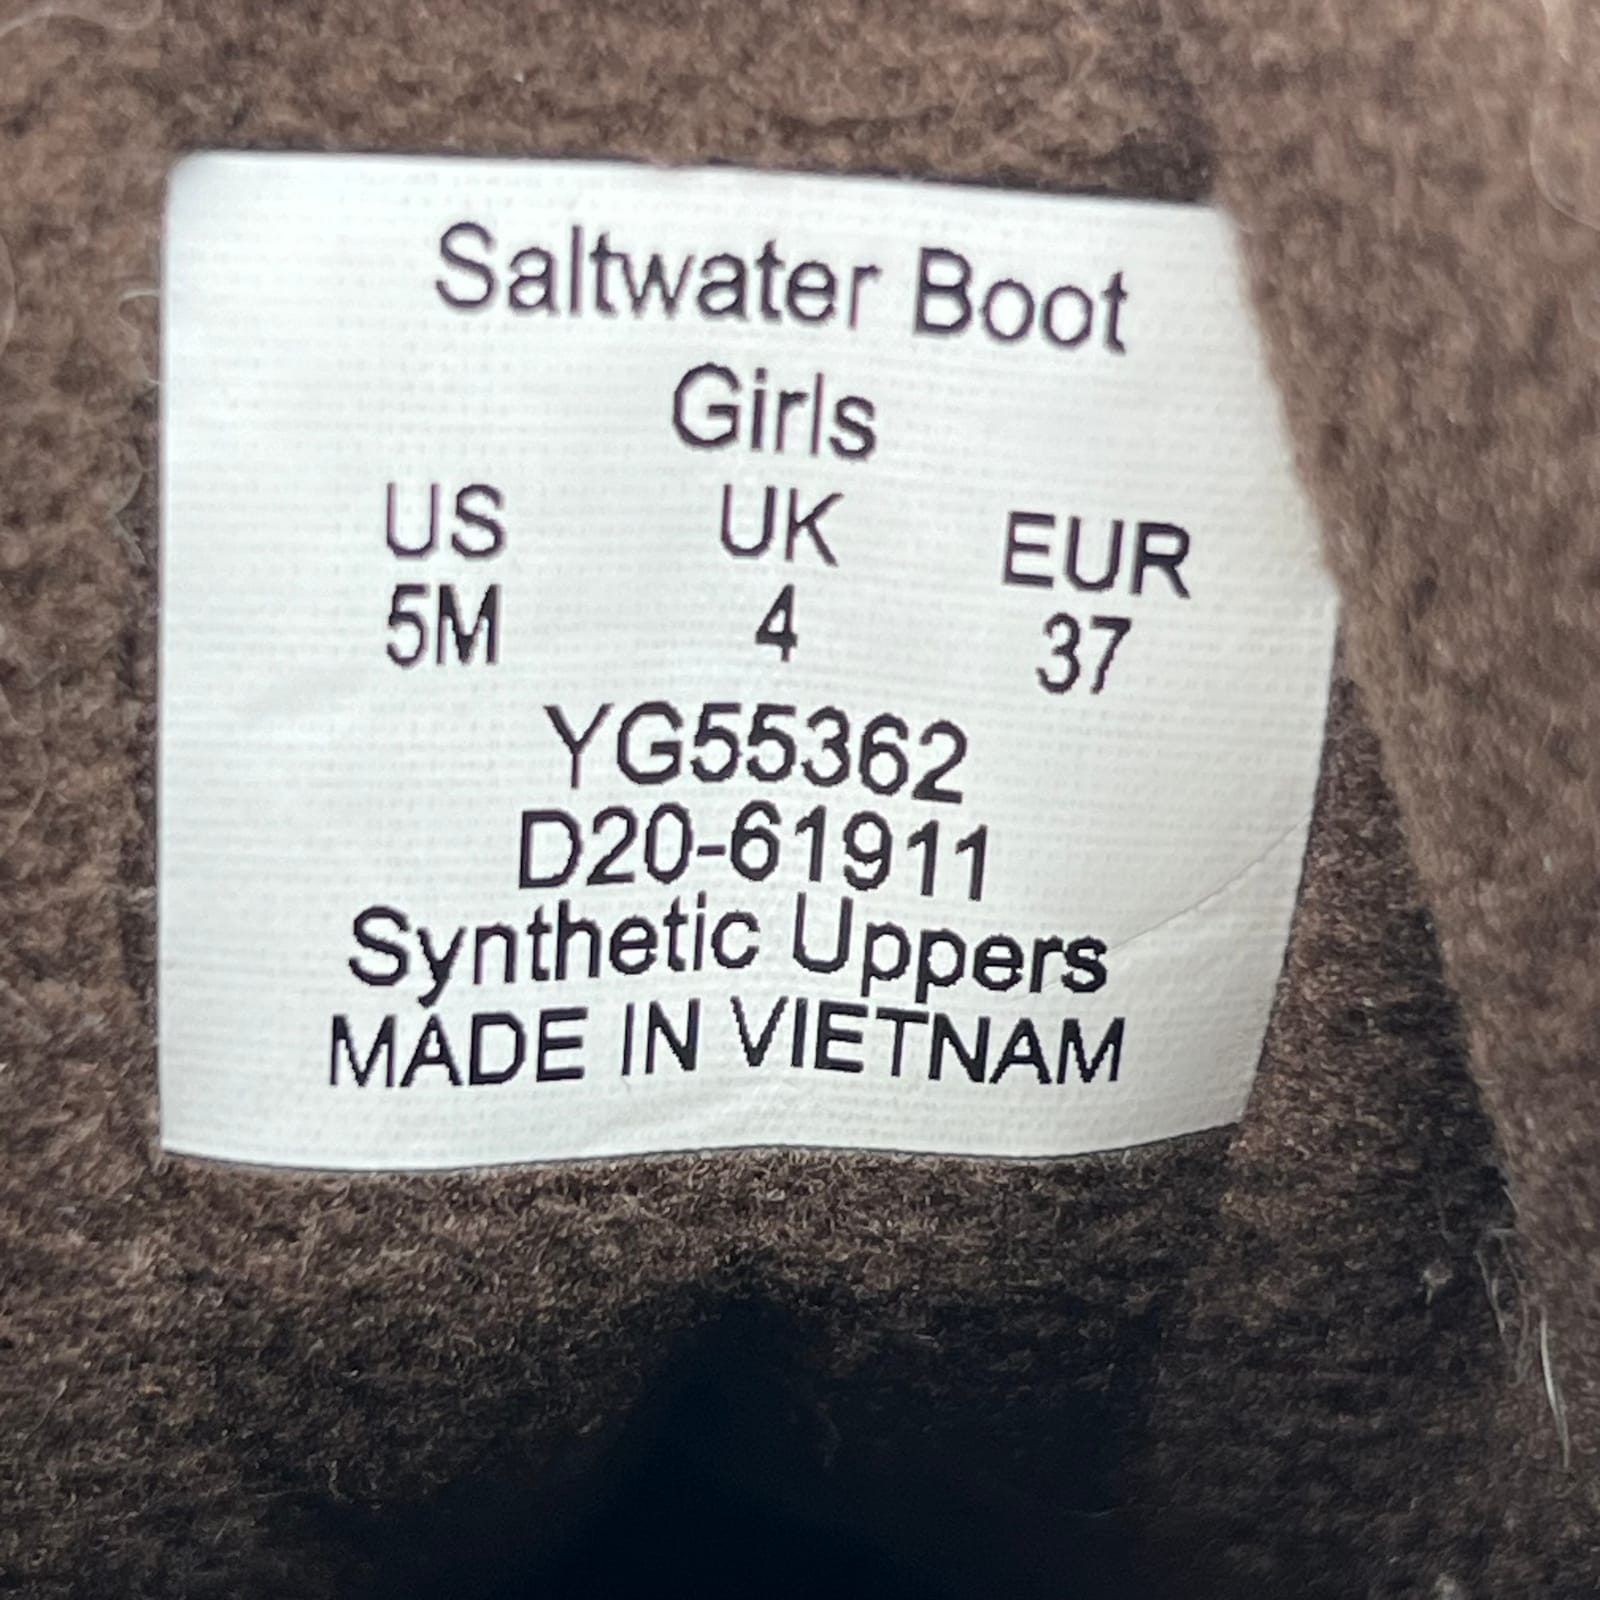 Saltwater Boot
Girls
US UK EUR
5M 4 37
YG55362
D20-61911
Synthetic Uppers
MADE IN VIETNAM